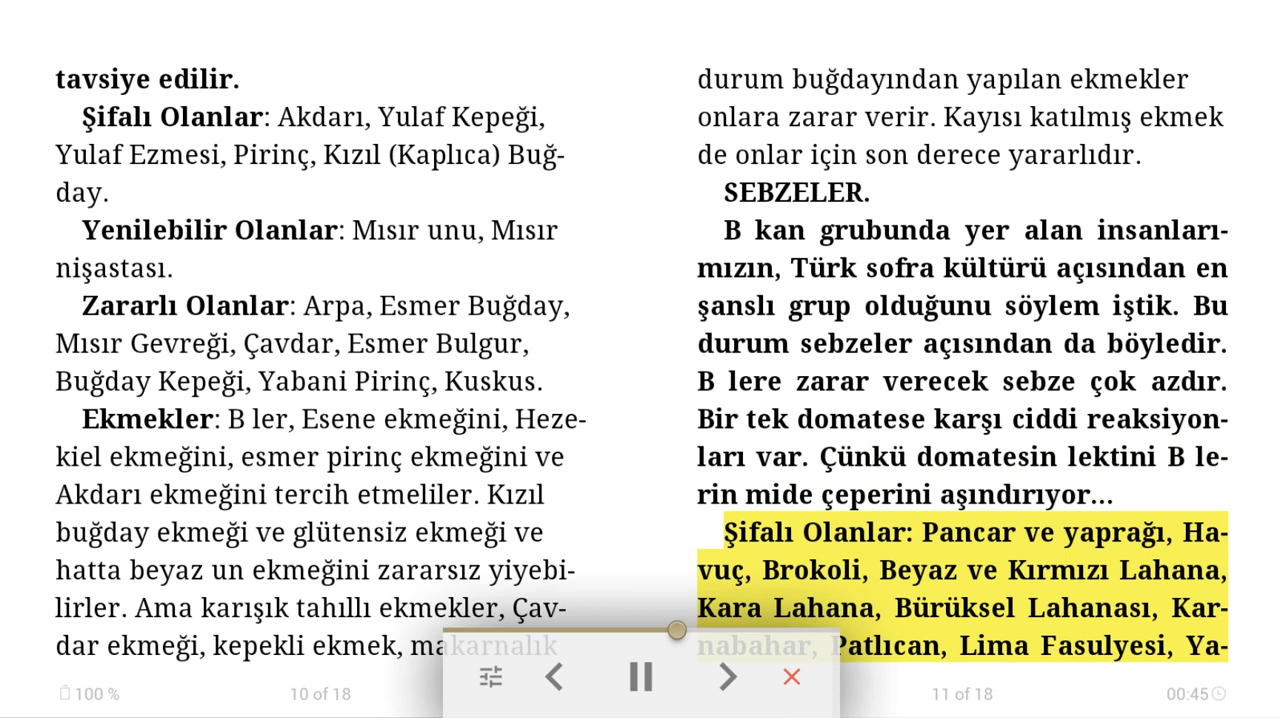 tavsiye edilir.
Şifalı Olanlar: Akdarı, Yulaf Kepeği,
Yulaf Ezmesi, Pirinç, Kızıl (Kaplıca) Buğ-
day.
Yenilebilir Olanlar: Mısır unu, Mısır
nişastası.
Zararlı Olanlar: Arpa, Esmer Buğday,
Mısır Gevreği, Çavdar, Esmer Bulgur,
Buğday Kepeği, Yabani Pirinç, Kuskus.
Ekmekler: B ler, Esene ekmeğini, Heze-
kiel ekmeğini, esmer pirinç ekmeğini ve
Akdarı ekmeğini tercih etmeliler. Kızıl
buğday ekmeği ve glütensiz ekmeği ve
hatta beyaz un ekmeğini zararsız yiyebi-
lirler. Ama karışık tahıllı ekmekler, Çav-
dar ekmeği, kepekli ekmek, makarnalık
durum buğdayından yapılan ekmekler
onlara zarar verir. Kayısı katılmış ekmek
de onlar için son derece yararlıdır.
SEBZELER.
B kan grubunda yer alan insanları-
mızın, Türk sofra kültürü açısından en
şanslı grup olduğunu söylem iştik. Bu
durum sebzeler açısından da böyledir.
B lere zarar verecek sebze çok azdır.
Bir tek domatese karşı ciddi reaksiyon-
ları var. Çünkü domatesin lektini B le-
rin mide çeperini aşındırıyor...
Şifalı Olanlar: Pancar ve yaprağı, Ha-
vuç, Brokoli, Beyaz ve Kırmızı Lahana,
Kara Lahana, Bürüksel Lahanası, Kar-
nabahar, Patlıcan, Lima Fasulyesi, Ya-
100 %
10 of 18
11 of 18
00:45